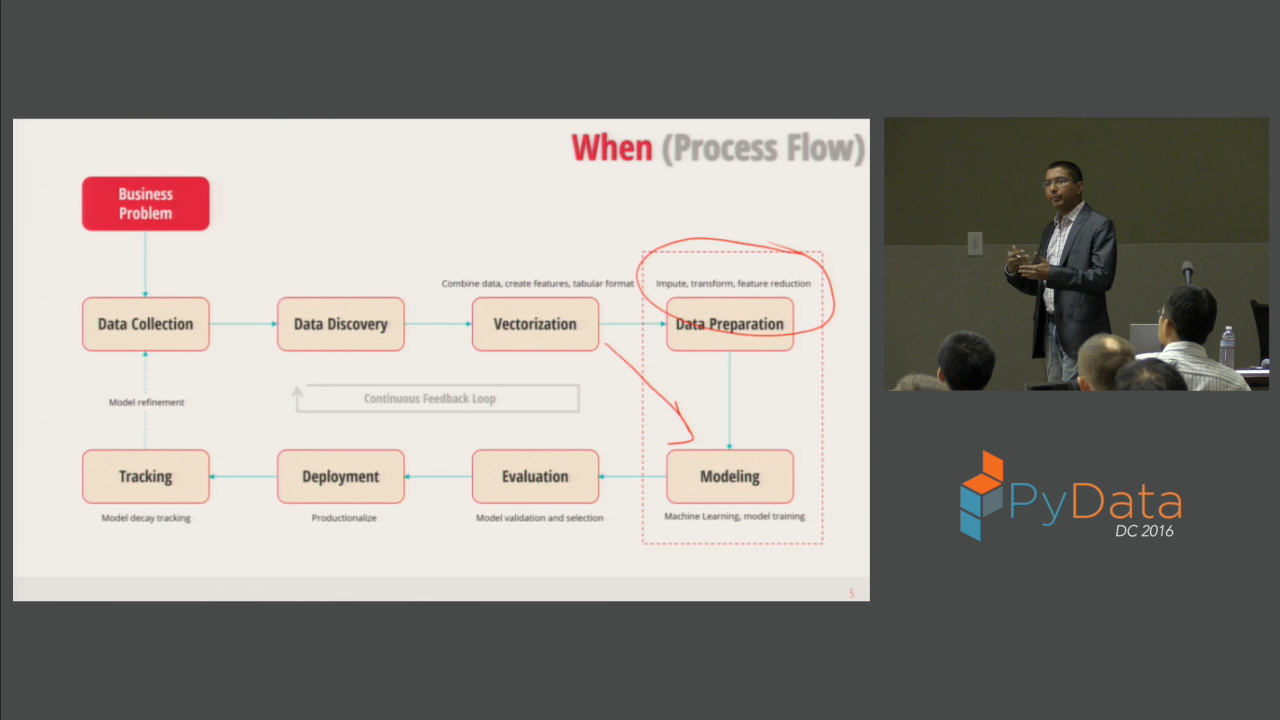 When (Process Flow)
Business
Problem
Combine data, create features, tabular format
Impute, transform, feature reduction
Data Collection
Data Discovery
Vectorization
Data Preparation
Model refinement
Continuous Feedback Loop
Tracking
Deployment
Evaluation
Modeling
Model decay tracking
Productionalize
Model validation and selection
Machine Learning, model training
5
PyData
DC 2016